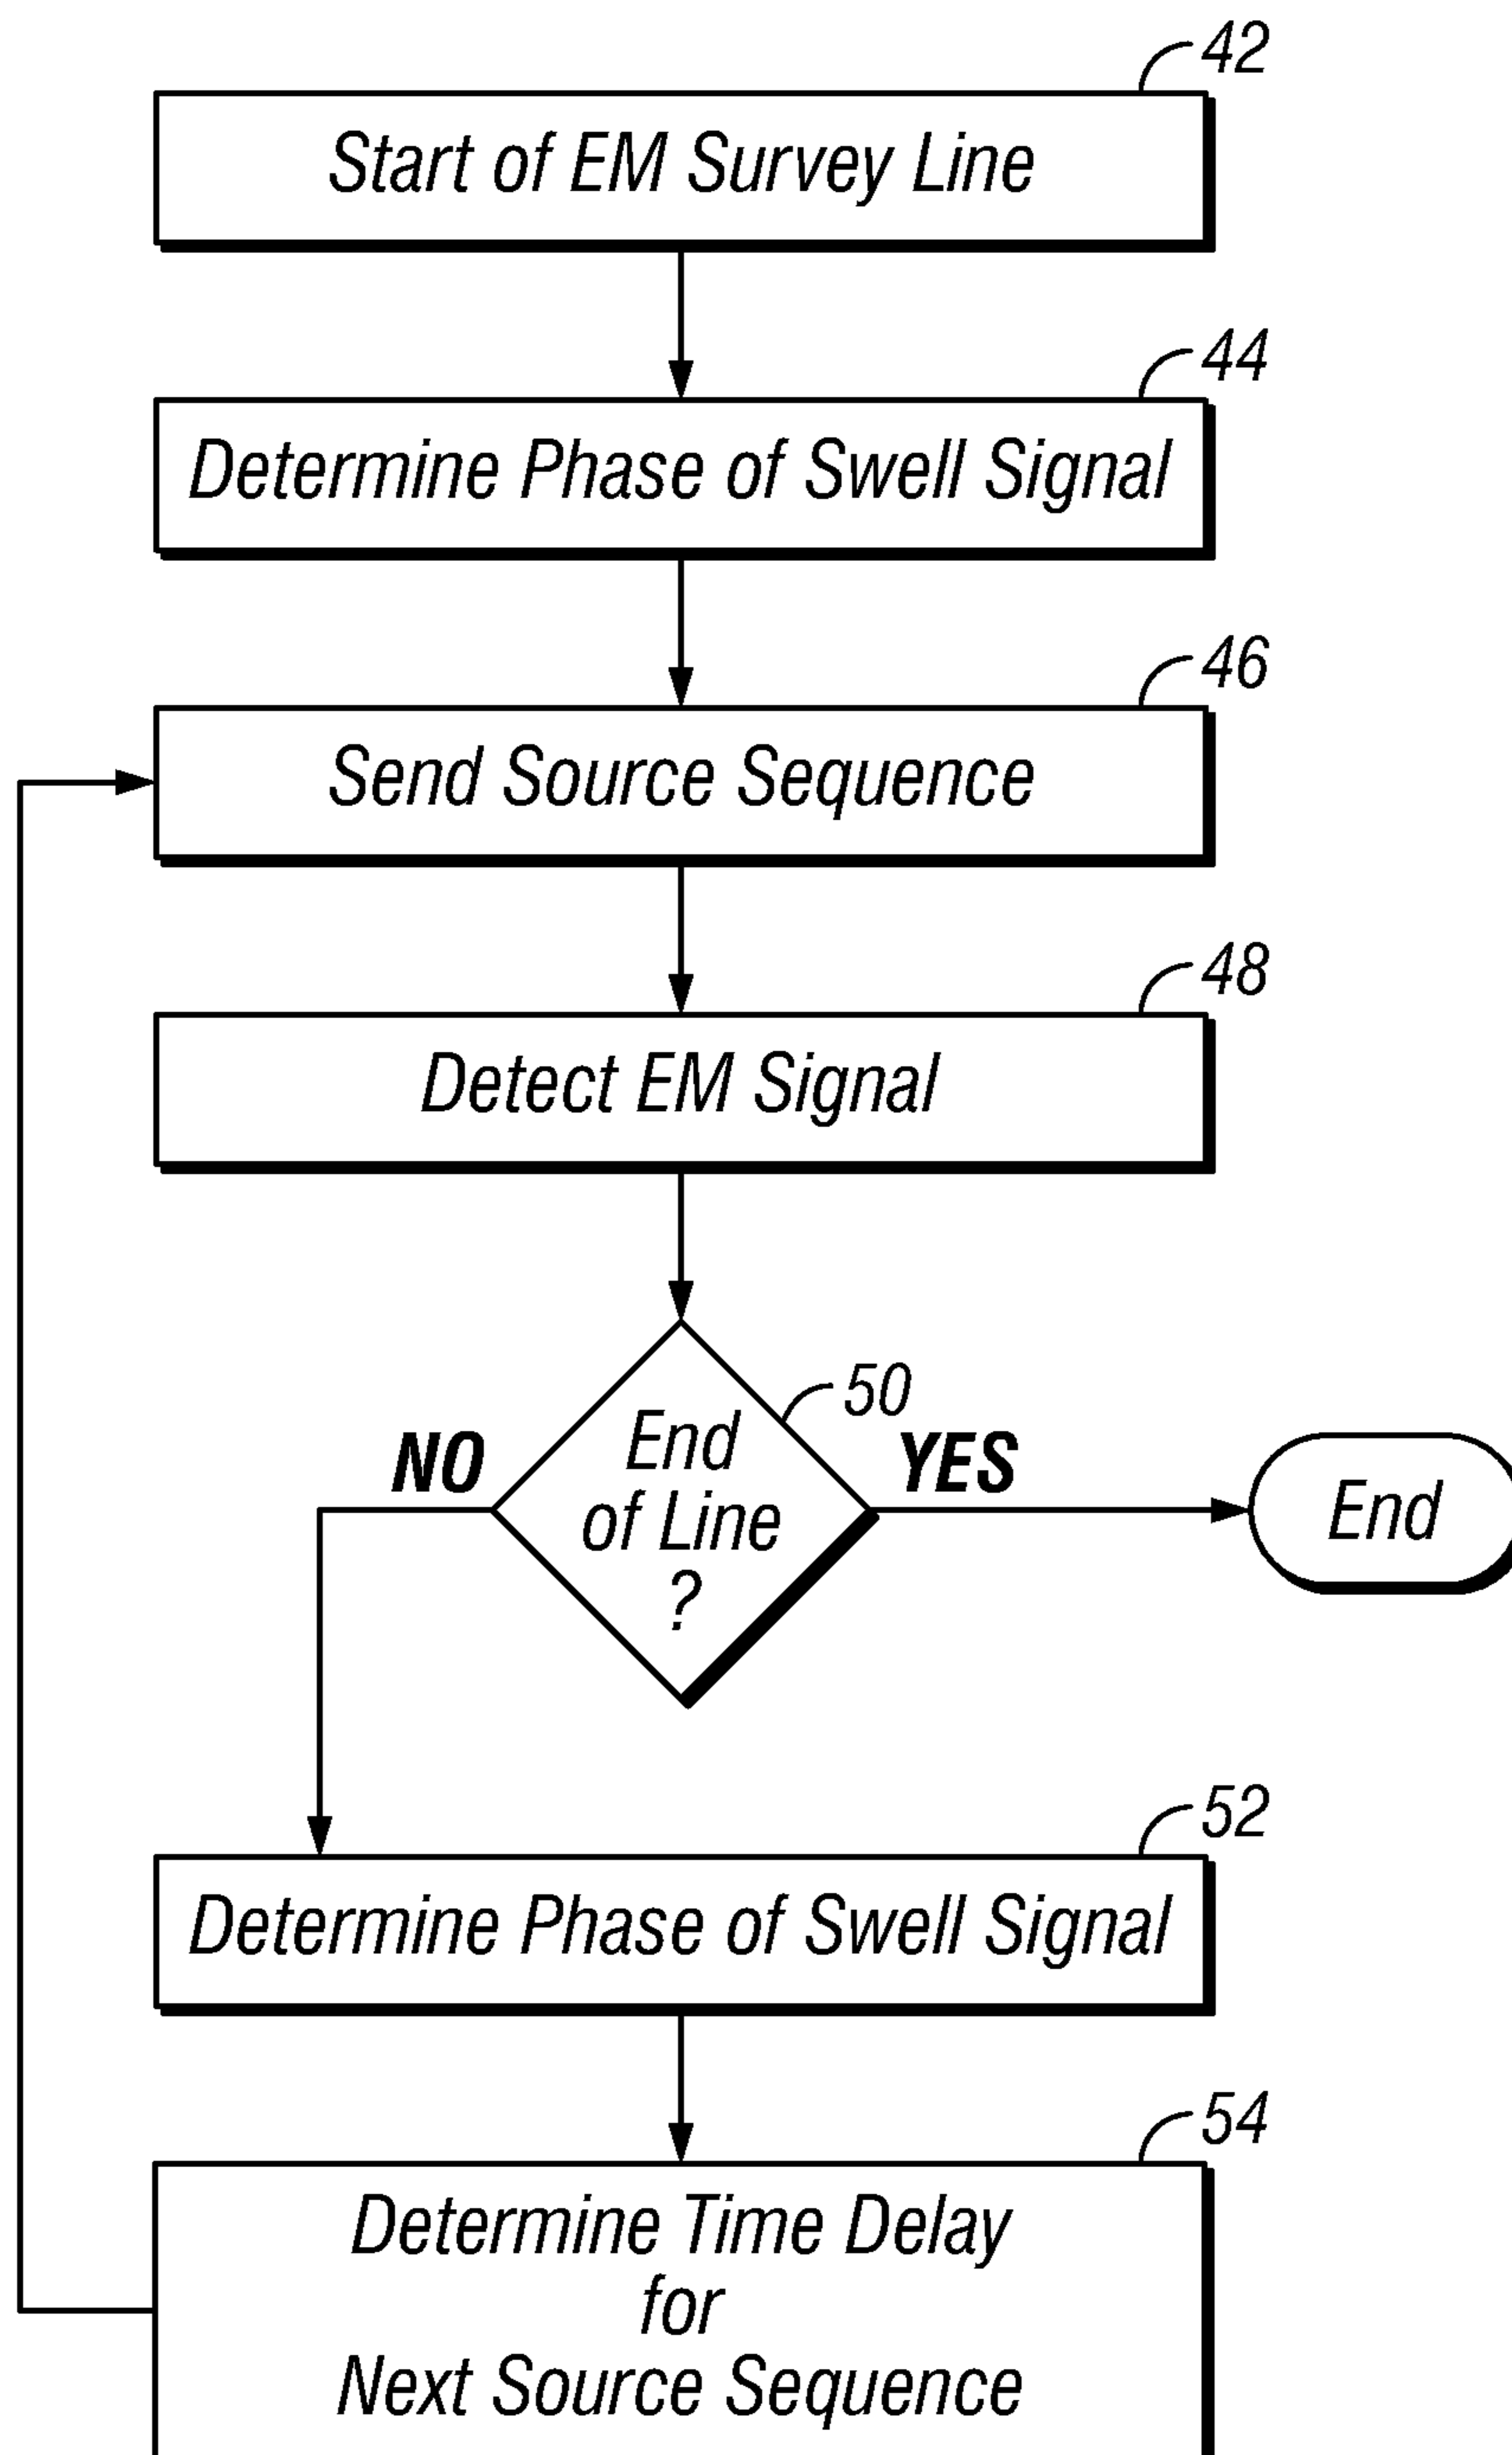 42
Start of EM Survey Line
44
Determine Phase of Swell Signal
46
Send Source Sequence
48
Detect EM Signal
50
NO
End
of Line
?
YES
End
52
Determine Phase of Swell Signal
54
Determine Time Delay
for
Next Source Sequence